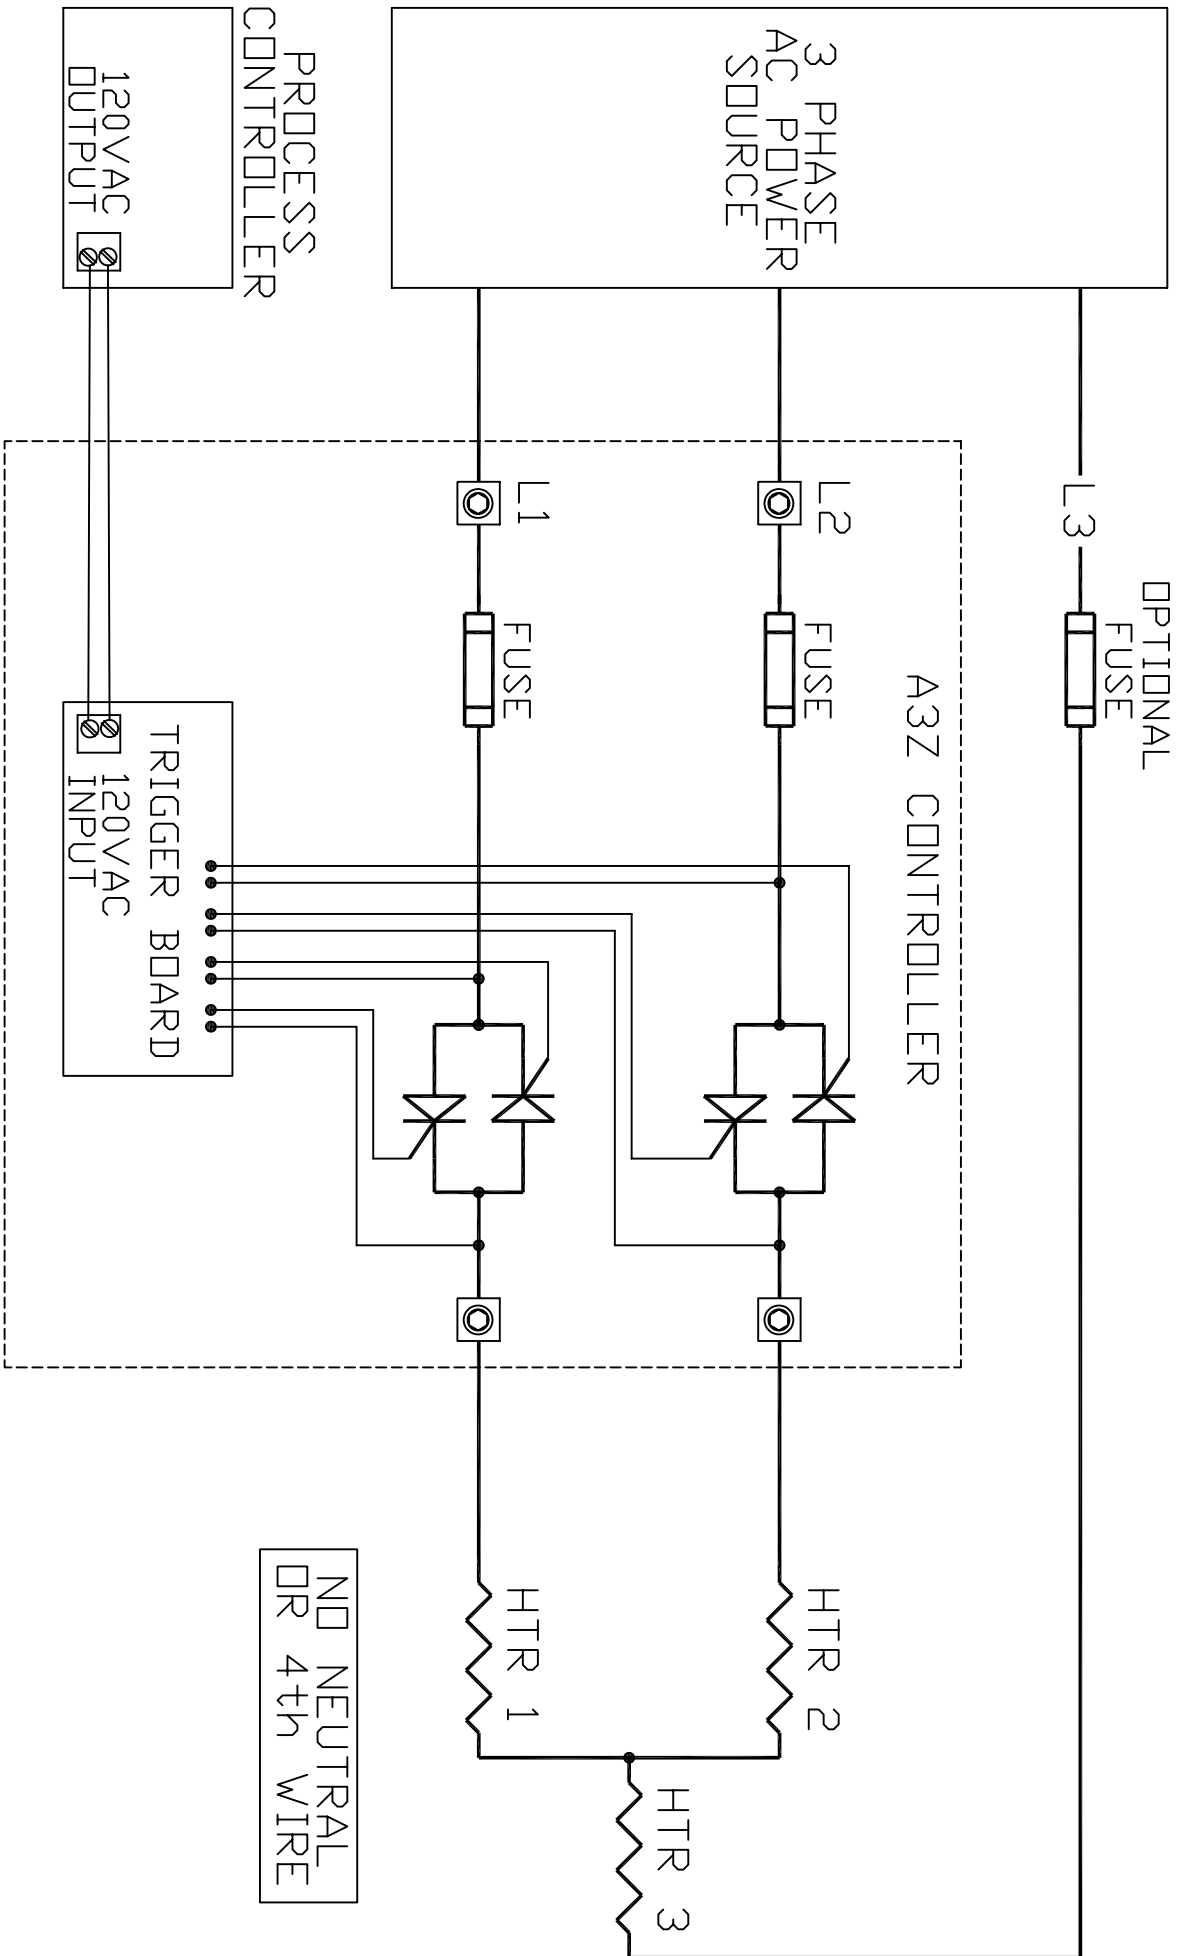 3 PHASE
AC POWER
SOURCE
L3
OPTIONAL
FUSE
L2
FUSE
A3Z CONTROLLER
HTR 2
L1
FUSE
HTR 1
HTR 3
PROCESS
CONTROLLER
120VAC
OUTPUT
TRIGGER BOARD
120VAC
INPUT
NO NEUTRAL
OR 4th WIRE